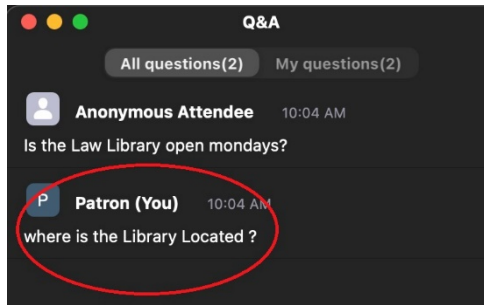 Q&A
All questions(2) My questions(2)
Anonymous Attendee 10:04 AM
Is the Law Library open mondays?
P Patron (You) 10:04 AM
where is the Library Located ?